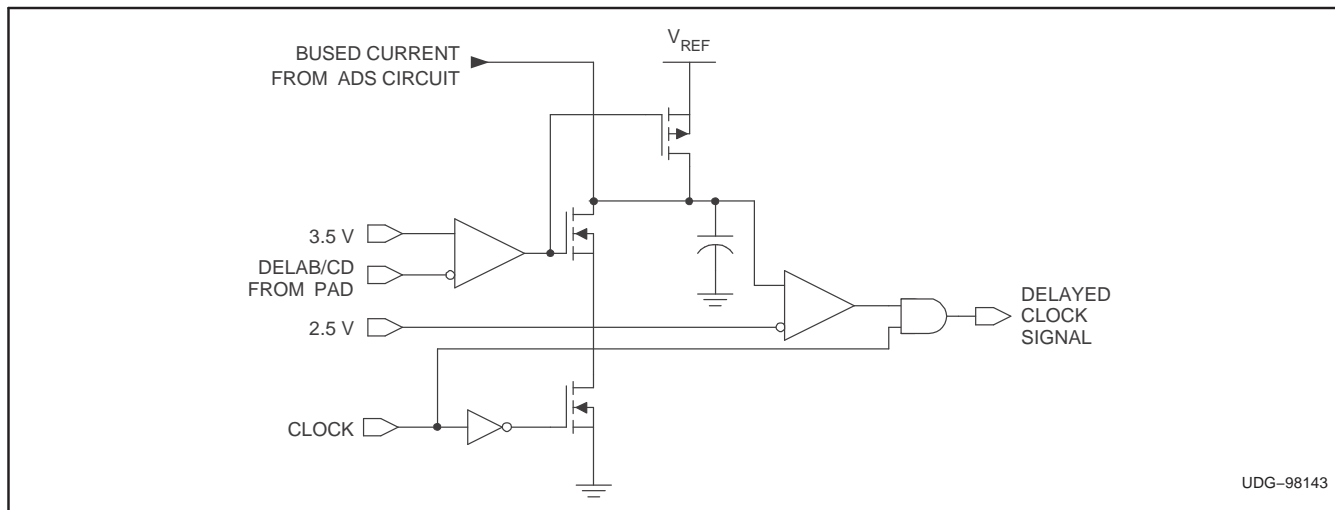 BUSED CURRENT
FROM ADS CIRCUIT
VREF
3.5 V
DELAB/CD
FROM PAD
2.5 V
DELAYED
CLOCK
SIGNAL
CLOCK
UDG–98143